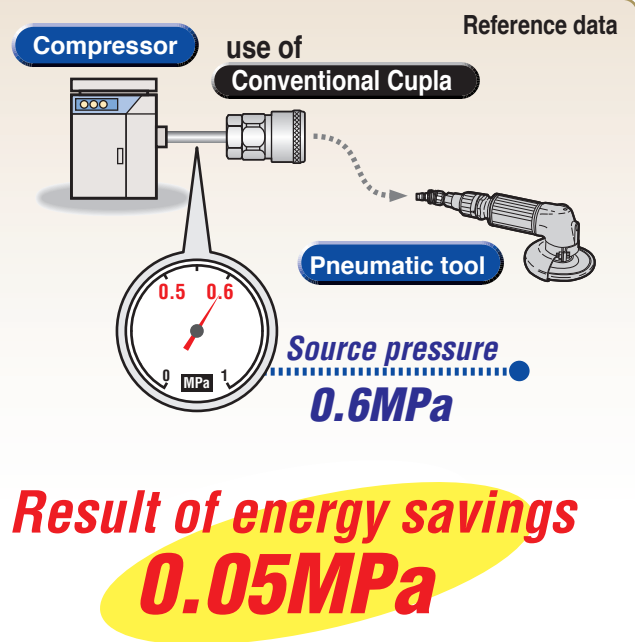 Reference data
Compressor
use of
Conventional Cupla
Pneumatic tool
0.5 0.6
0 MPa 1
Source pressure
0.6MPa
Result of energy savings
0.05MPa